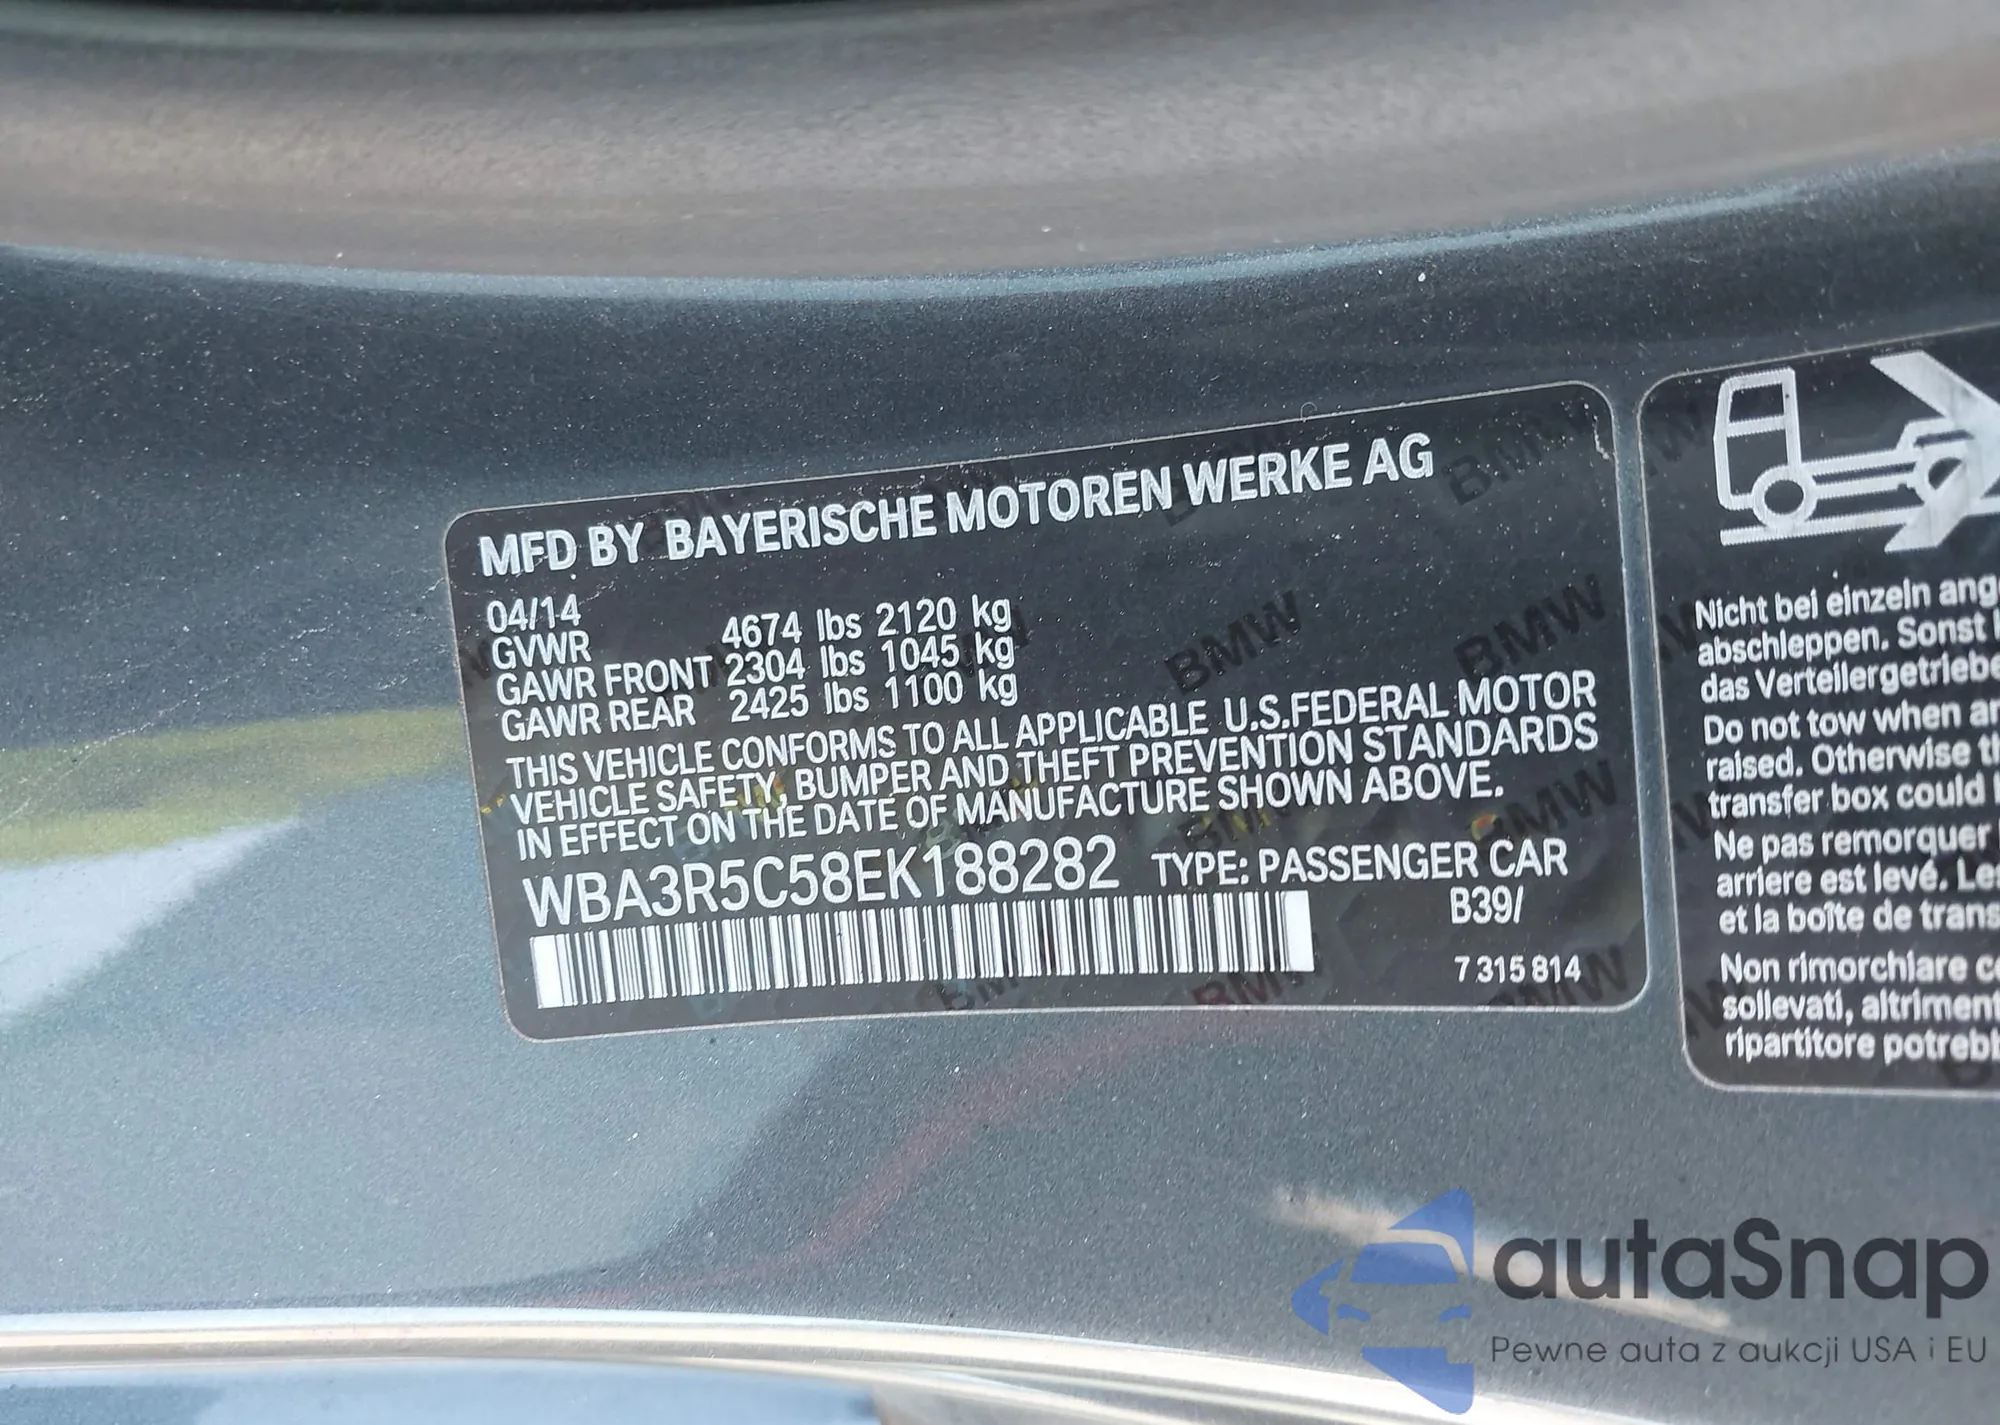 MFD BY BAYERISCHE MOTOREN WERKE AG
04/14
GVWR 4674 lbs 2120 kg
GAWR FRONT 2304 lbs 1045 kg
GAWR REAR 2425 lbs 1100 kg
THIS VEHICLE CONFORMS TO ALL APPLICABLE U.S.FEDERAL MOTOR
VEHICLE SAFETY, BUMPER AND THEFT PREVENTION STANDARDS
IN EFFECT ON THE DATE OF MANUFACTURE SHOWN ABOVE.
WBA3R5C58EK188282 TYPE: PASSENGER CAR
B39/
7 315 814
Nicht bei einzeln ange
abschleppen. Sonst
das Verteilergetriebe
Do not tow when
raised. Otherwise
transfer box could
Ne pas remorquer
arriere est levé. Les
et la boîte de trans
Non rimorchiare
sollevati, altriment
ripartitore potrebb
autaSnap
Pewne auta z aukcji USA i EU